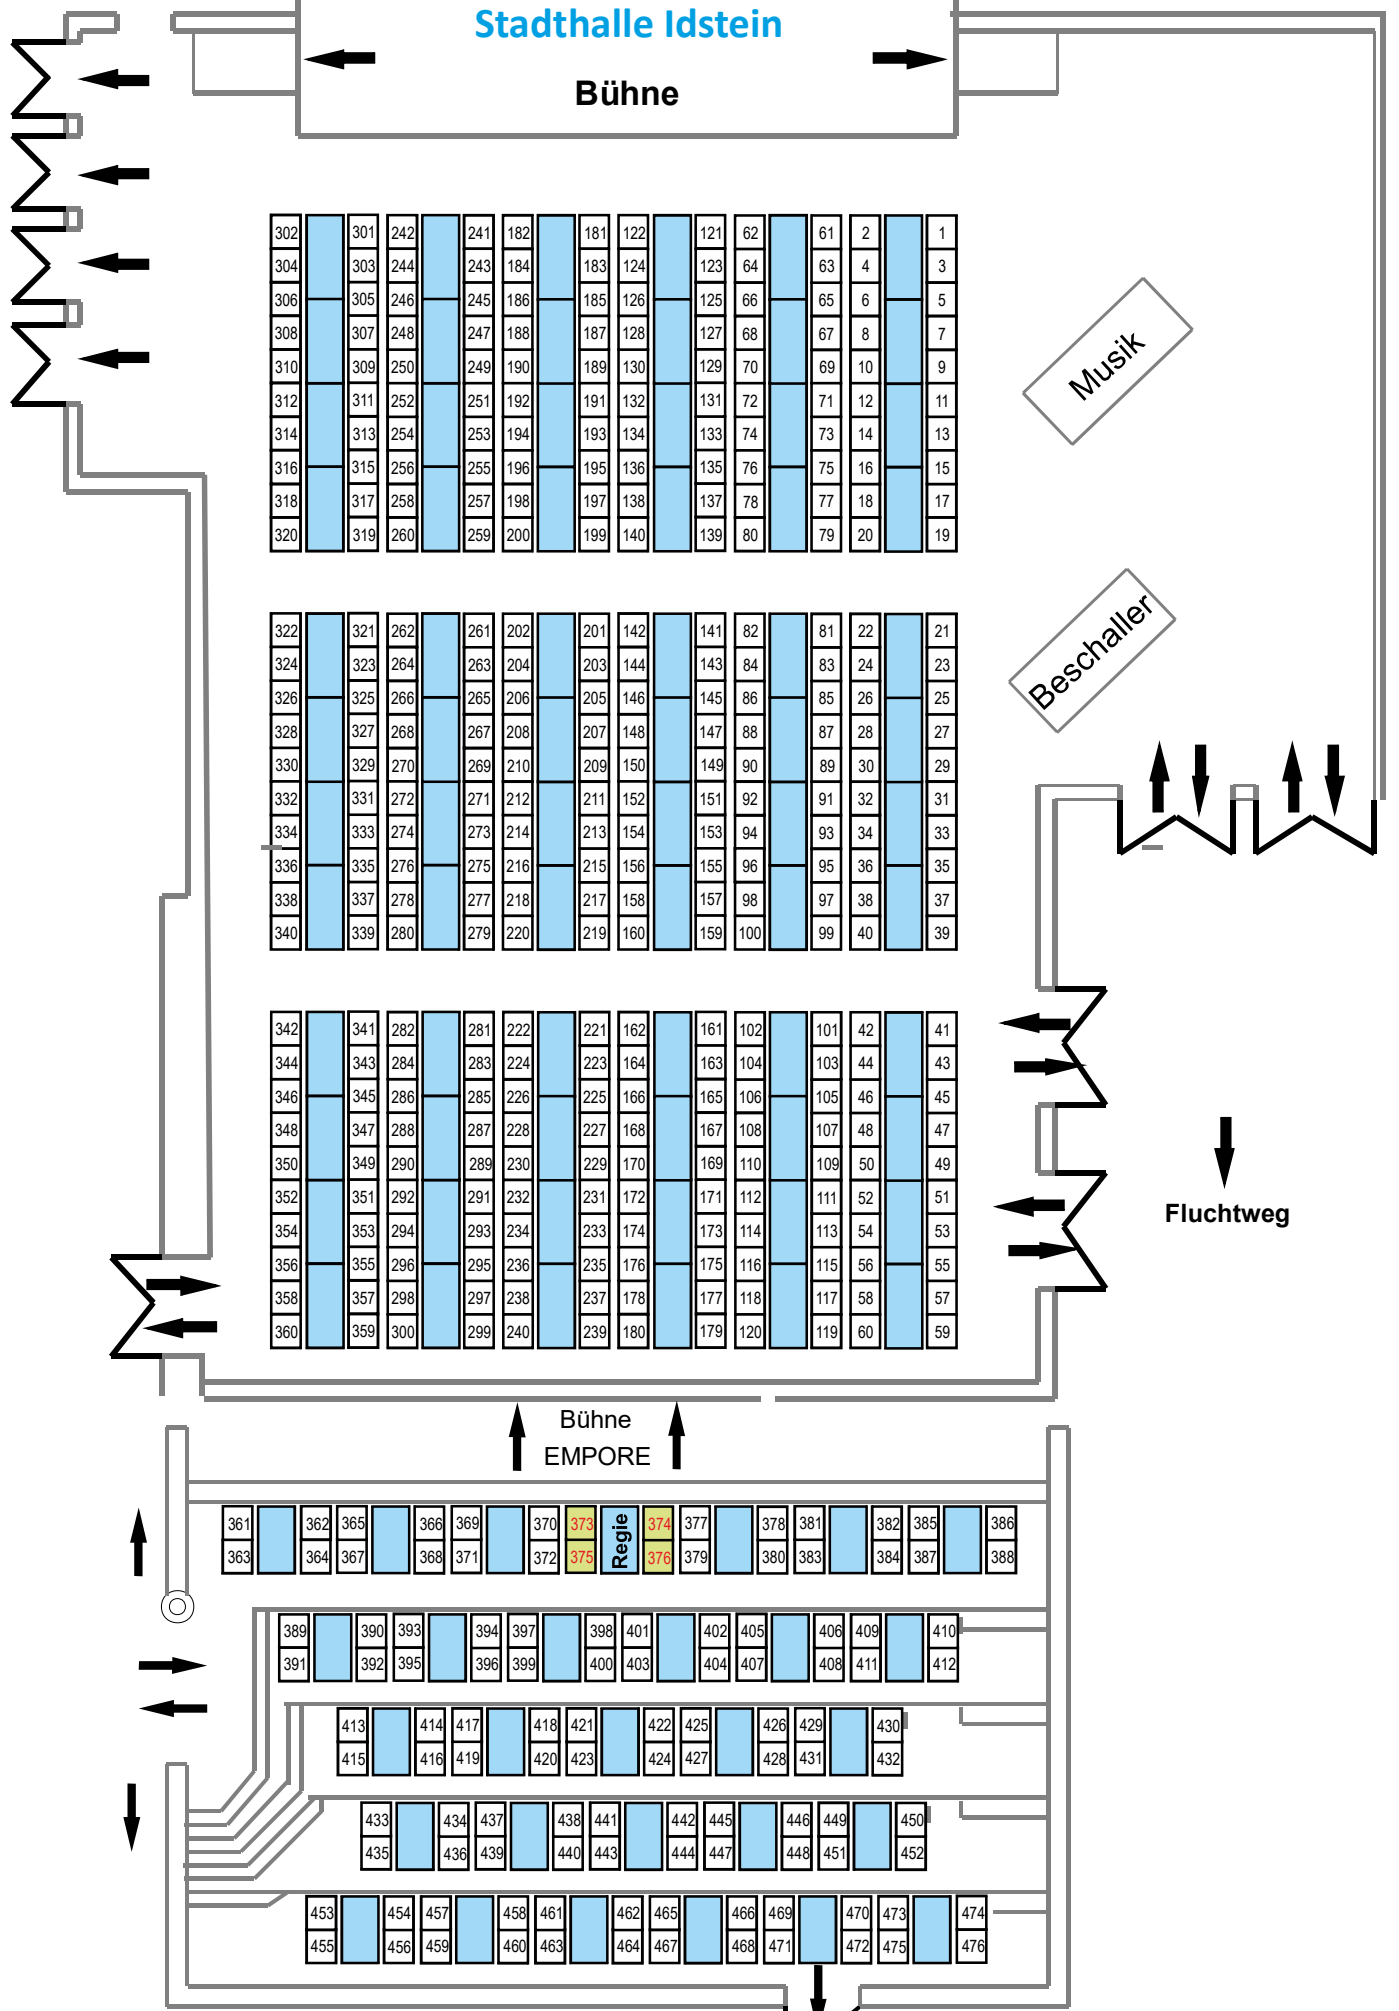 Stadthalle Idstein
Bühne
302 301 242 241 182 181 122 121 62 61 2 1
304 303 244 243 184 183 124 123 64 63 4 3
306 305 246 245 186 185 126 125 66 65 6 5
308 307 248 247 188 187 128 127 68 67 8 7
310 309 250 249 190 189 130 129 70 69 10 9
312 311 252 251 192 191 132 131 72 71 12 11
314 313 254 253 194 193 134 133 74 73 14 13
316 315 256 255 196 195 136 135 76 75 16 15
318 317 258 257 198 197 138 137 78 77 18 17
320 319 260 259 200 199 140 139 80 79 20 19
Musik
322 321 262 261 202 201 142 141 82 81 22 21
324 323 264 263 204 203 144 143 84 83 24 23
326 325 266 265 206 205 146 145 86 85 26 25
328 327 268 267 208 207 148 147 88 87 28 27
330 329 270 269 210 209 150 149 90 89 30 29
332 331 272 271 212 211 152 151 92 91 32 31
334 333 274 273 214 213 154 153 94 93 34 33
336 335 276 275 216 215 156 155 96 95 36 35
338 337 278 277 218 217 158 157 98 97 38 37
340 339 280 279 220 219 160 159 100 99 40 39
Beschaller
342 341 282 281 222 221 162 161 102 101 42 41
344 343 284 283 224 223 164 163 104 103 44 43
346 345 286 285 226 225 166 165 106 105 46 45
348 347 288 287 228 227 168 167 108 107 48 47
350 349 290 289 230 229 170 169 110 109 50 49
352 351 292 291 232 231 172 171 112 111 52 51
354 353 294 293 234 233 174 173 114 113 54 53
356 355 296 295 236 235 176 175 116 115 56 55
358 357 298 297 238 237 178 177 118 117 58 57
360 359 300 299 240 239 180 179 120 119 60 59
Fluchtweg
Bühne
EMPORE
361 362 365 366 369 370 373 374 377 378 381 382 385 386
363 364 367 368 371 372 375 376 379 380 383 384 387 388
Regie
389 390 393 394 397 398 401 402 405 406 409 410
391 392 395 396 399 400 403 404 407 408 411 412
413 414 417 418 421 422 425 426 429 430
415 416 419 420 423 424 427 428 431 432
433 434 437 438 441 442 445 446 449 450
435 436 439 440 443 444 447 448 451 452
453 454 457 458 461 462 465 466 469 470 473 474
455 456 459 460 463 464 467 468 471 472 475 476